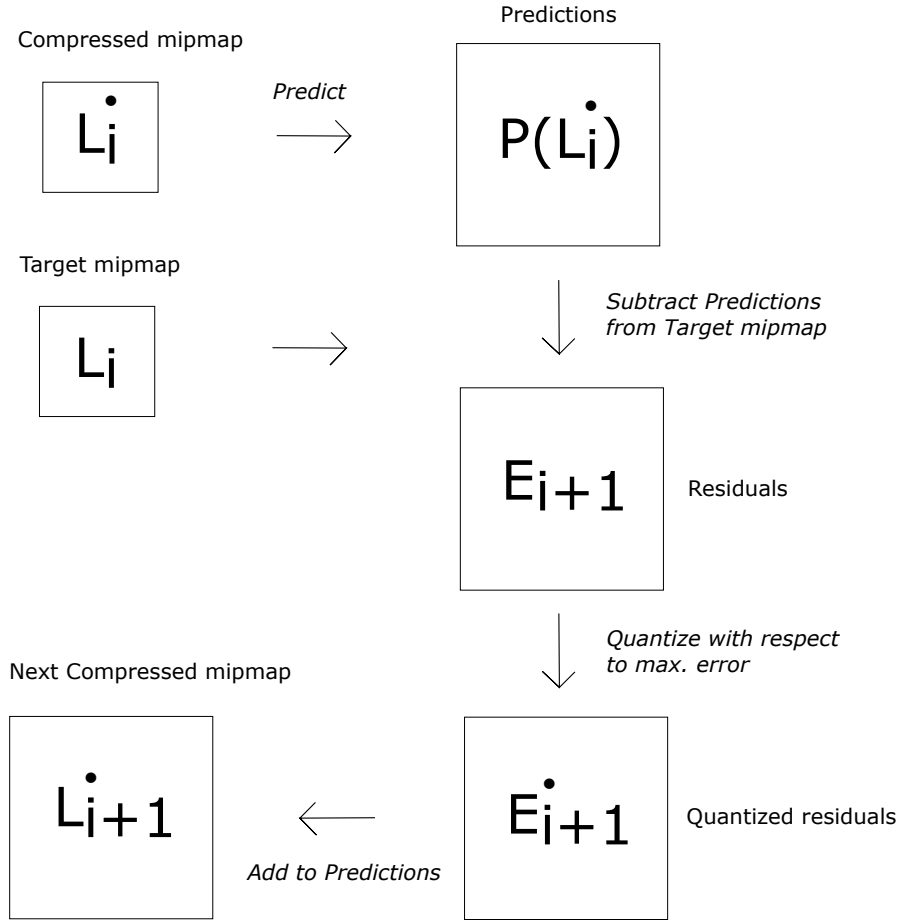 Predictions
Compressed mipmap
Predict
L̇i
P(L̇i)
Target mipmap
Subtract Predictions
from Target mipmap
Li
Ei+1
Residuals
Quantize with respect
to max. error
Next Compressed mipmap
L̇i+1
Ėi+1
Quantized residuals
Add to Predictions